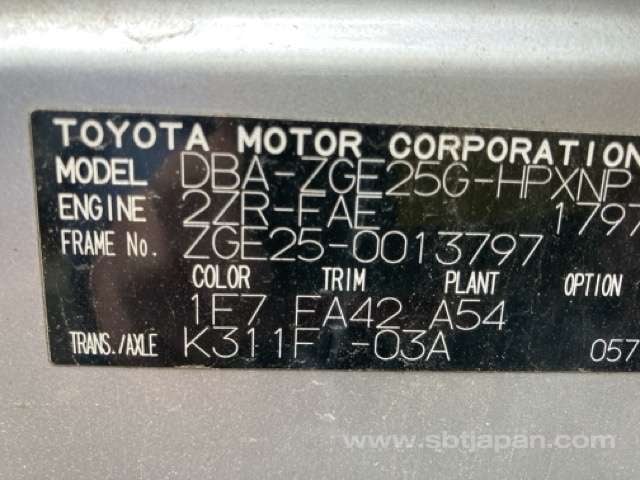 TOYOTA MOTOR CORPORATION
MODEL DBA-ZGE25G-HPXNP
ENGINE 2ZR-FAE 1797
FRAME No. ZGE25-0013797
COLOR TRIM PLANT OPTION
1F7 FA42 A54
TRANS./AXLE K311F -03A 057
www.sbtjapan.com